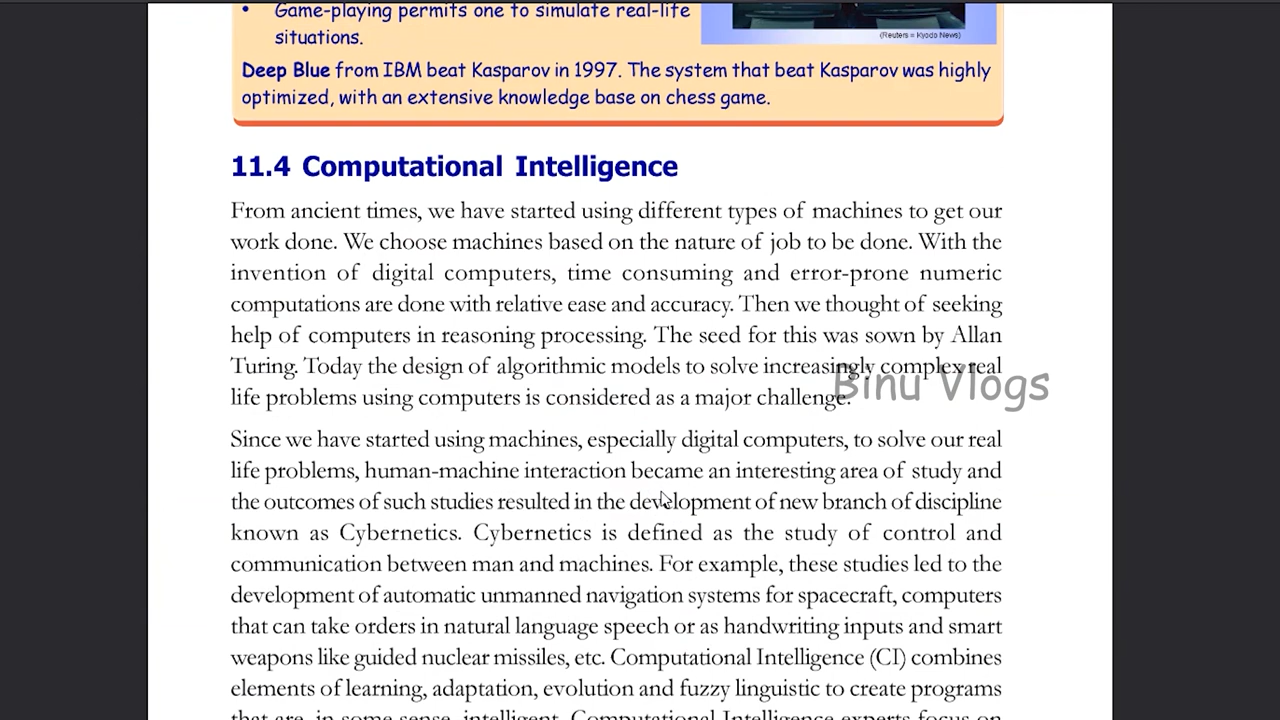 • Game-playing permits one to simulate real-life
situations.
(Reuters = Kyodo News)
Deep Blue from IBM beat Kasparov in 1997. The system that beat Kasparov was highly
optimized, with an extensive knowledge base on chess game.
11.4 Computational Intelligence
From ancient times, we have started using different types of machines to get our
work done. We choose machines based on the nature of job to be done. With the
invention of digital computers, time consuming and error-prone numeric
computations are done with relative ease and accuracy. Then we thought of seeking
help of computers in reasoning processing. The seed for this was sown by Allan
Turing. Today the design of algorithmic models to solve increasingly complex real
life problems using computers is considered as a major challenge.
Binu Vlogs
Since we have started using machines, especially digital computers, to solve our real
life problems, human-machine interaction became an interesting area of study and
the outcomes of such studies resulted in the development of new branch of discipline
known as Cybernetics. Cybernetics is defined as the study of control and
communication between man and machines. For example, these studies led to the
development of automatic unmanned navigation systems for spacecraft, computers
that can take orders in natural language speech or as handwriting inputs and smart
weapons like guided nuclear missiles, etc. Computational Intelligence (CI) combines
elements of learning, adaptation, evolution and fuzzy linguistic to create programs
that are, in some sense, intelligent. Computational Intelligence experts focus on